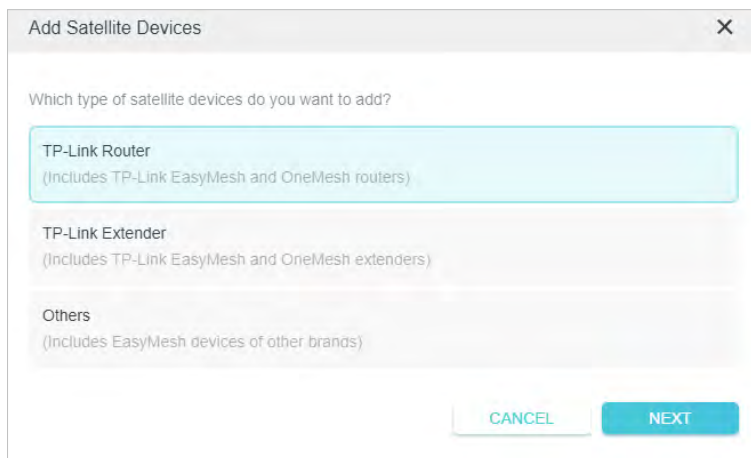 Add Satellite Devices
Which type of satellite devices do you want to add?
TP-Link Router
(Includes TP-Link EasyMesh and OneMesh routers)
TP-Link Extender
(Includes TP-Link EasyMesh and OneMesh extenders)
Others
(Includes EasyMesh devices of other brands)
CANCEL NEXT